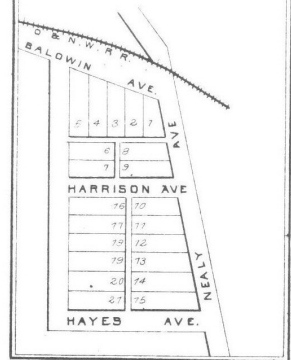 O & N. W. R. R.
BALDWIN AVE.
5 4 3 2 1
AVE
6 8
7 9
HARRISON AVE
16 10
17 11
19 12
19 13
20 14
21 15
NEALY
HAYES AVE.